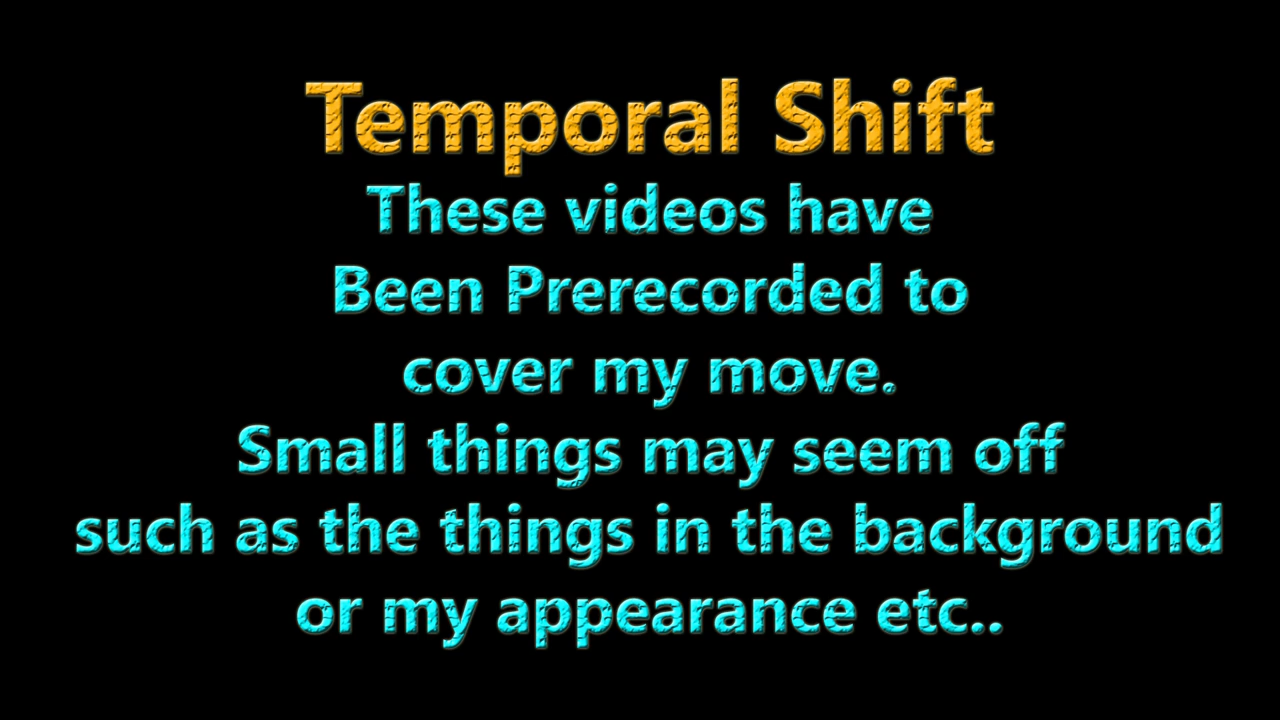 Temporal Shift
These videos have
Been Prerecorded to
cover my move.
Small things may seem off
such as the things in the background
or my appearance etc..